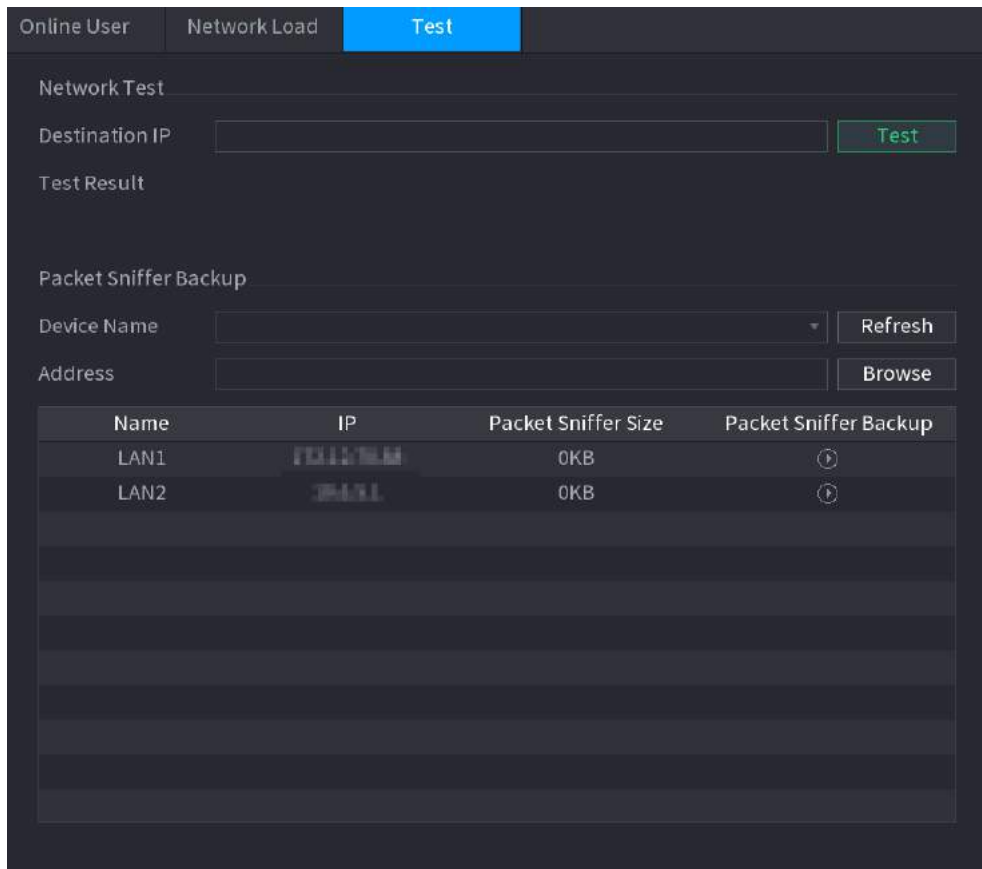 Online User Network Load Test
Network Test
Destination IP Test
Test Result
Packet Sniffer Backup
Device Name Refresh
Address Browse
Name IP Packet Sniffer Size Packet Sniffer Backup
LAN1 0KB
LAN2 0KB